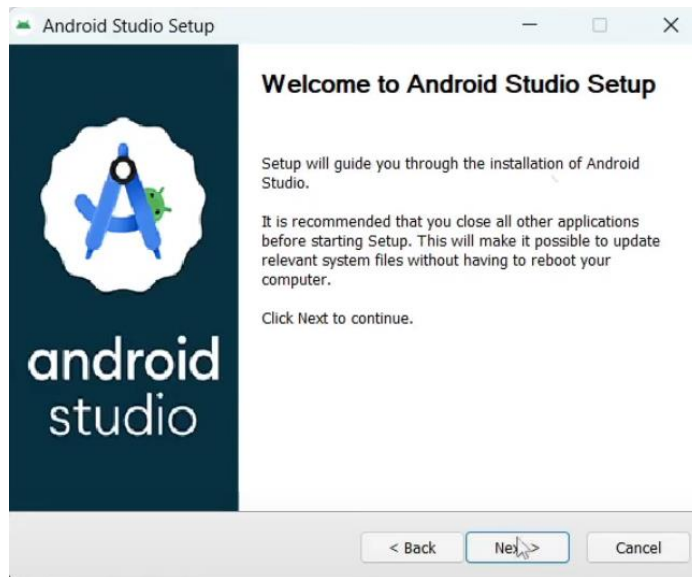 Android Studio Setup
Welcome to Android Studio Setup
Setup will guide you through the installation of Android
Studio.
It is recommended that you close all other applications
before starting Setup. This will make it possible to update
relevant system files without having to reboot your
computer.
Click Next to continue.
android
studio
< Back
Next >
Cancel